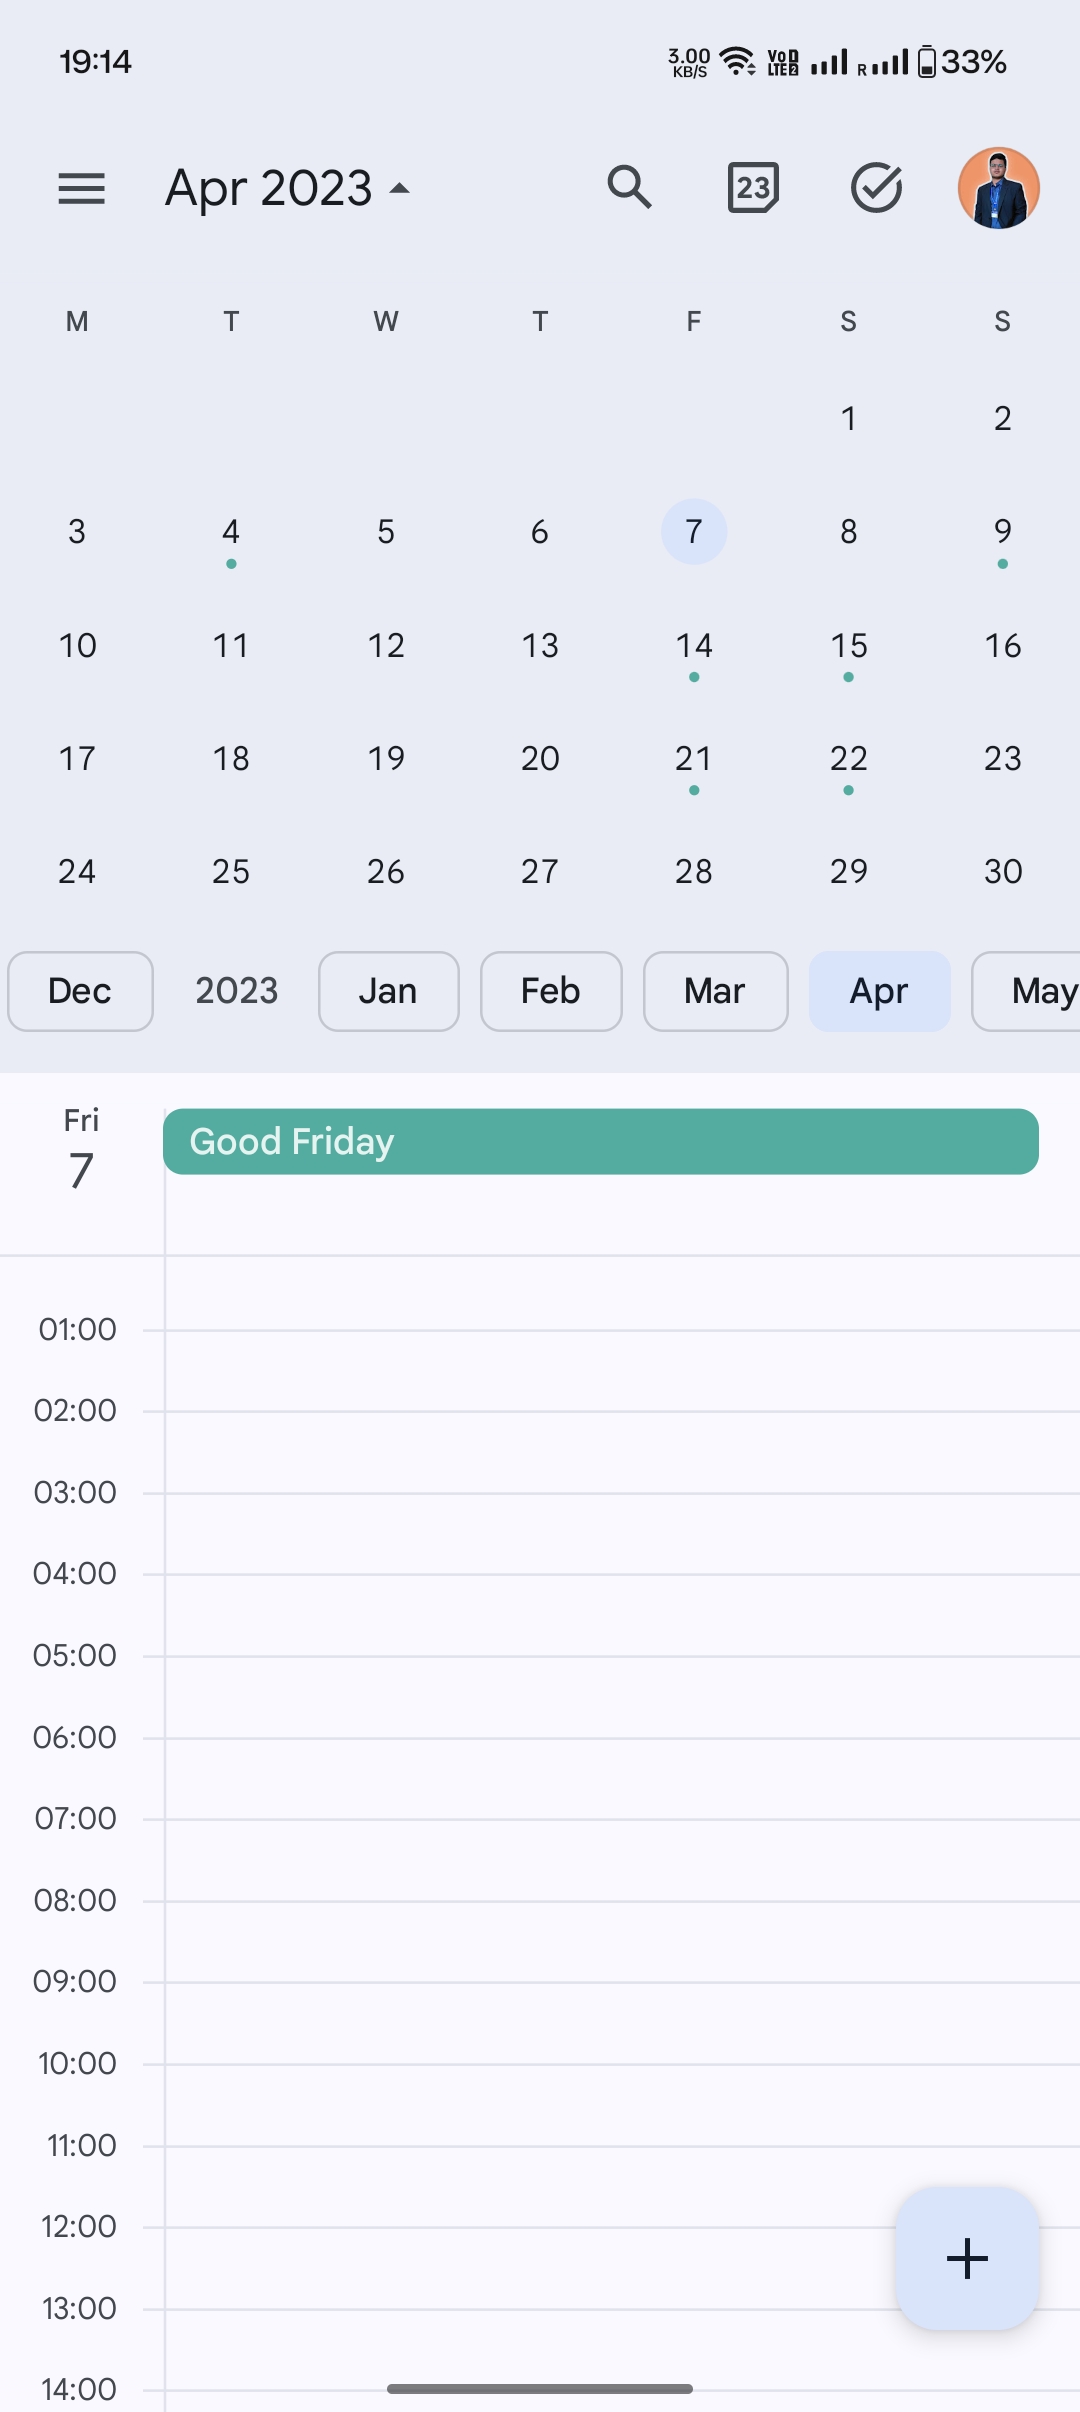 19:14 3.00 KB/S VoD LTE 2 R 33%
Apr 2023 23
M T W T F S S
1 2
3 4 5 6 7 8 9
10 11 12 13 14 15 16
17 18 19 20 21 22 23
24 25 26 27 28 29 30
Dec 2023 Jan Feb Mar Apr May
Fri
7
Good Friday
01:00
02:00
03:00
04:00
05:00
06:00
07:00
08:00
09:00
10:00
11:00
12:00
13:00
14:00